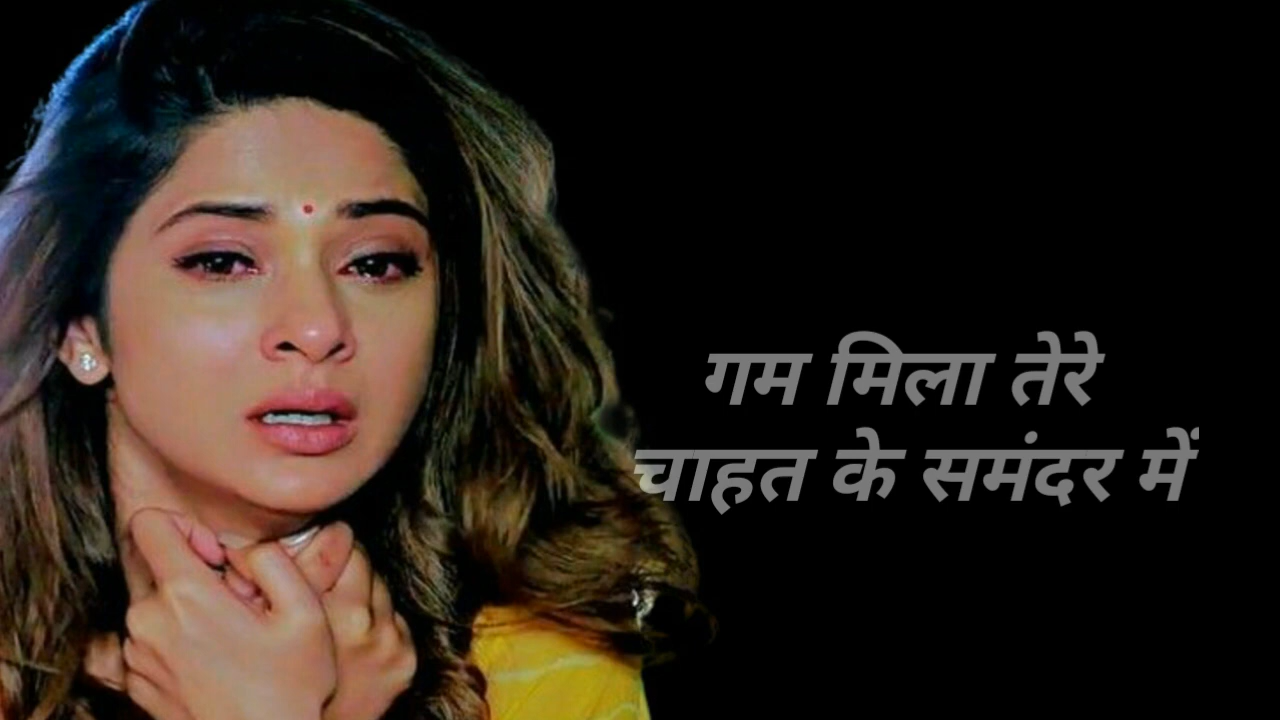 गम मिला तेरे
चाहत के समंदर में